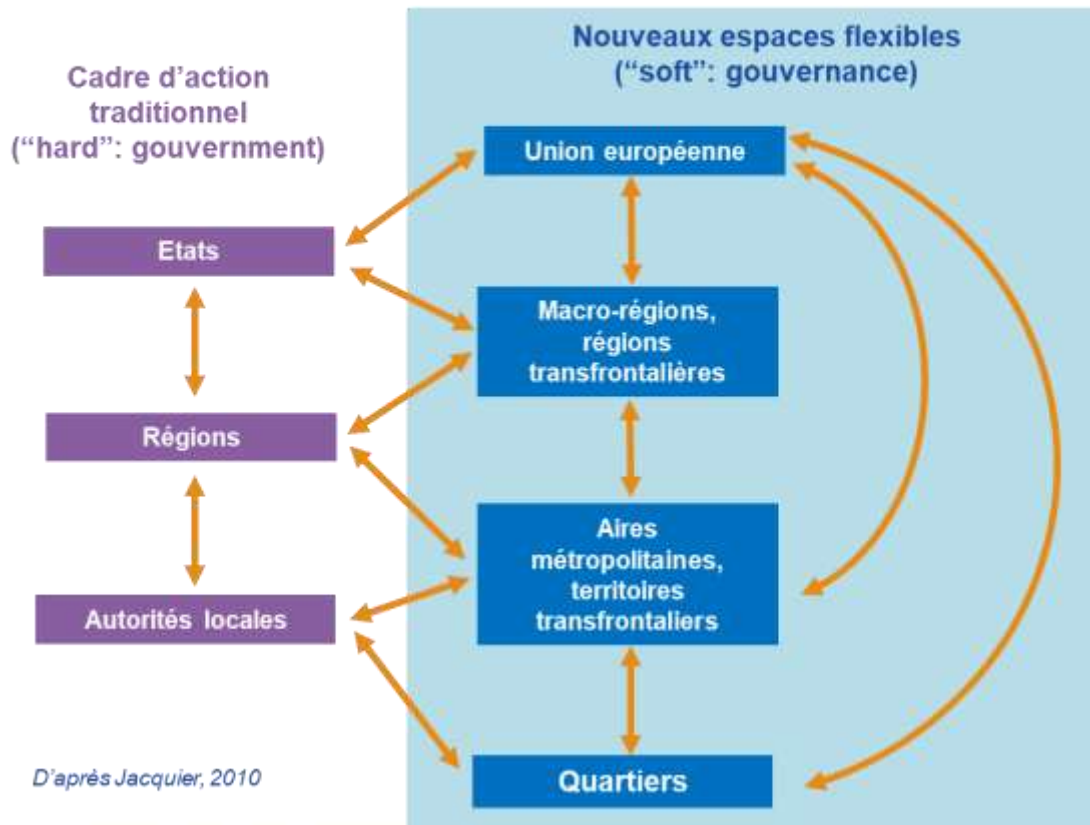 Cadre d’action
traditionnel
(“hard”: gouvernment)
Nouveaux espaces flexibles
(“soft”: gouvernance)
Union européenne
Etats
Macro-régions,
régions
transfrontalières
Régions
Aires
métropolitaines,
territoires
transfrontaliers
Autorités locales
Quartiers
D’après Jacquier, 2010